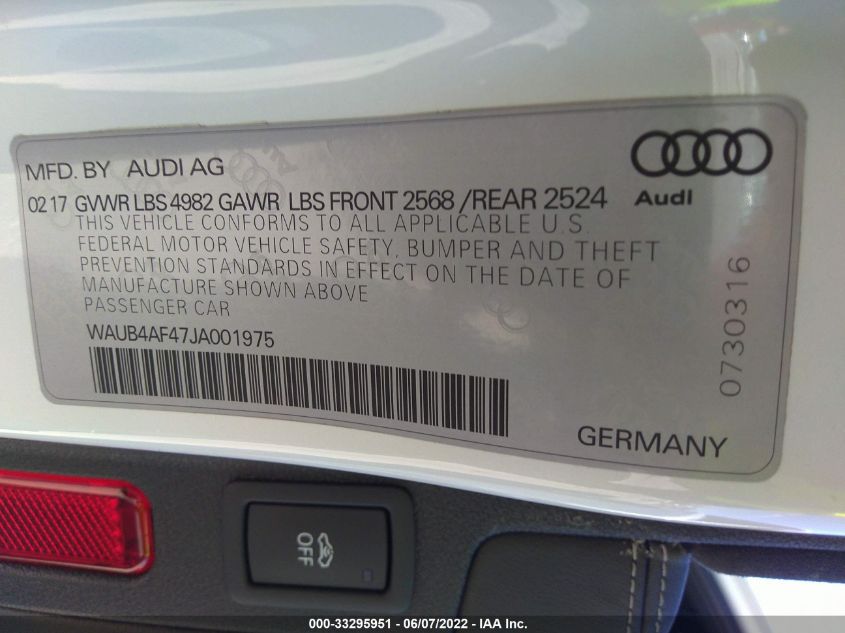 MFD. BY AUDI AG
Audi
02 17 GVWR LBS 4982 GAWR LBS FRONT 2568 /REAR 2524
THIS VEHICLE CONFORMS TO ALL APPLICABLE U.S.
FEDERAL MOTOR VEHICLE SAFETY, BUMPER AND THEFT
PREVENTION STANDARDS IN EFFECT ON THE DATE OF
MANUFACTURE SHOWN ABOVE
PASSENGER CAR
WAUB4AF47JA001975
0730316
GERMANY
OFF
000-33295951 / 06/07/2022 - IAA Inc.